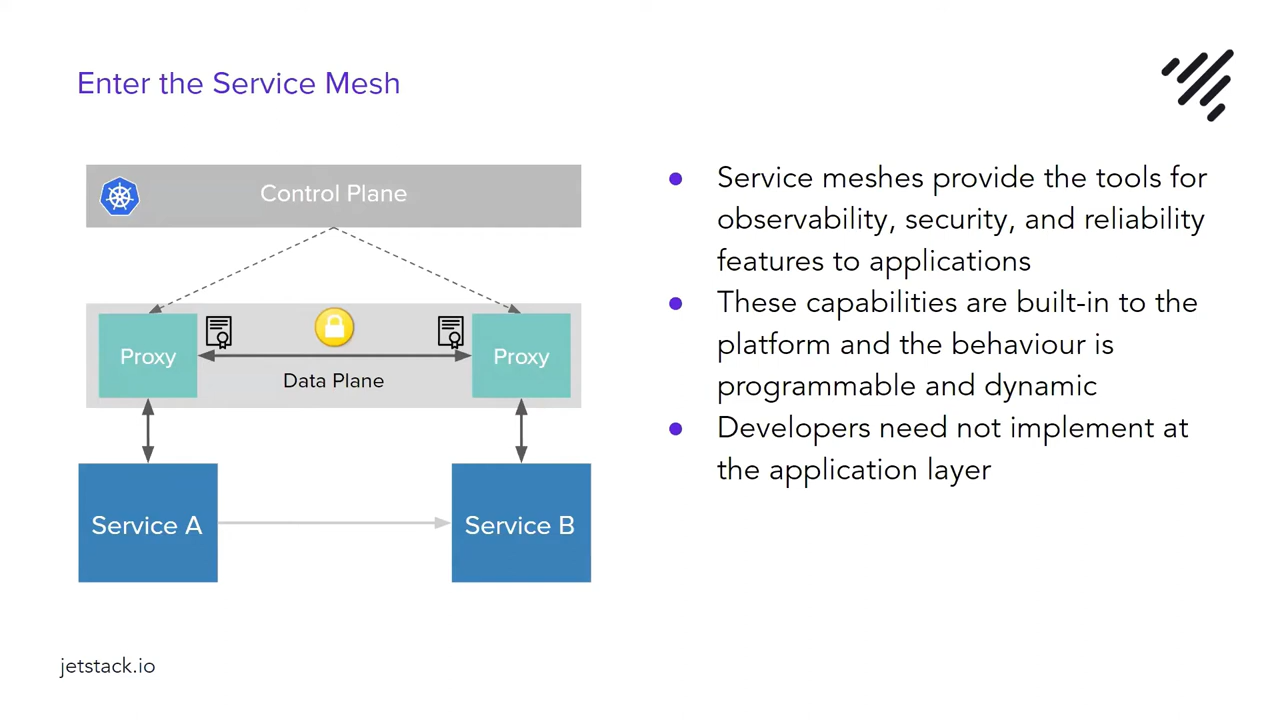 Enter the Service Mesh
Control Plane
Proxy
Proxy
Data Plane
Service A
Service B
● Service meshes provide the tools for
observability, security, and reliability
features to applications
● These capabilities are built-in to the
platform and the behaviour is
programmable and dynamic
● Developers need not implement at
the application layer
jetstack.io